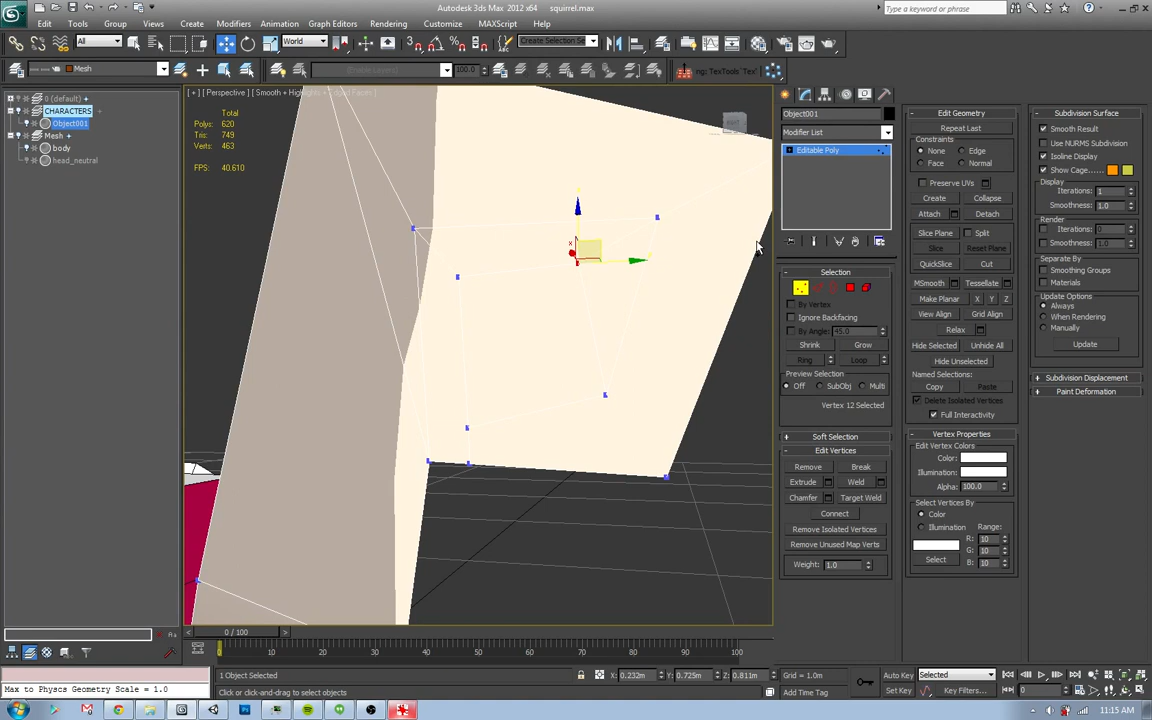 Autodesk 3ds Max 2012 x64 squirrel.max
Type a keyword or phrase
Edit Tools Group Views Create Modifiers Animation Graph Editors Rendering Customize MAXScript Help
All World Create Selection Se
Mesh (Enable Layers) 100.0 ng: TexTools 'Tex'
0 (default)
CHARACTERS
Object001
Mesh
body
head_neutral
[ + ] [ Perspective ] [ Smooth + Highlights + Edged Faces ]
Total
Polys: 620
Tris: 749
Verts: 463
FPS: 40.610
x
Object001
Modifier List
Editable Poly
Selection
By Vertex
Ignore Backfacing
By Angle: 45.0
Shrink Grow
Ring Loop
Preview Selection
Off SubObj Multi
Vertex 12 Selected
Soft Selection
Edit Vertices
Remove Break
Extrude Weld
Chamfer Target Weld
Connect
Remove Isolated Vertices
Remove Unused Map Verts
Weight: 1.0
Edit Geometry
Repeat Last
Constraints
None Edge
Face Normal
Preserve UVs
Create Collapse
Attach Detach
Slice Plane Split
Slice Reset Plane
QuickSlice Cut
MSmooth Tessellate
Make Planar X Y Z
View Align Grid Align
Relax
Hide Selected Unhide All
Hide Unselected
Named Selections:
Copy Paste
Delete Isolated Vertices
Full Interactivity
Vertex Properties
Edit Vertex Colors
Color:
Illumination:
Alpha: 100.0
Select Vertices By
Color
Illumination
Range:
R: 10
G: 10
B: 10
Select
Subdivision Surface
Smooth Result
Use NURMS Subdivision
Isoline Display
Show Cage......
Display
Iterations: 1
Smoothness: 1.0
Render
Iterations: 0
Smoothness: 1.0
Separate By
Smoothing Groups
Materials
Update Options
Always
When Rendering
Manually
Update
Subdivision Displacement
Paint Deformation
0 / 100
0 10 20 30 40 50 60 70 80 90 100
1 Object Selected X: 0.232m Y: 0.725m Z: 0.811m Grid = 1.0m Auto Key Selected
Max to Physcs Geometry Scale = 1.0 Click or click-and-drag to select objects Add Time Tag Set Key Key Filters... 0
11:15 AM